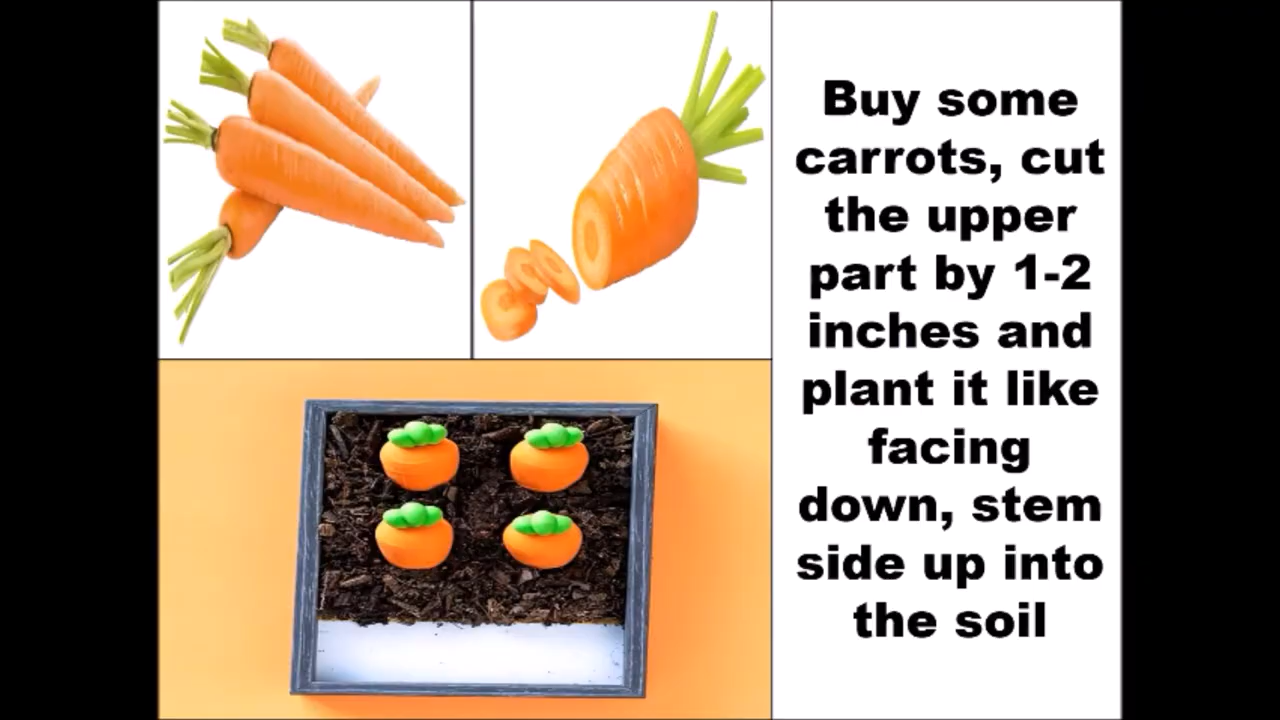 Buy some
carrots, cut
the upper
part by 1-2
inches and
plant it like
facing
down, stem
side up into
the soil